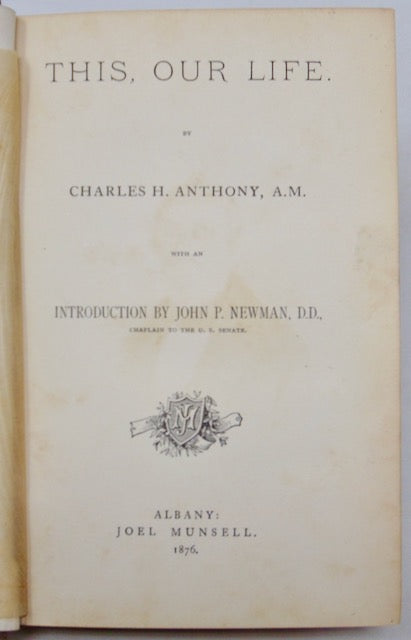 THIS, OUR LIFE.
BY
CHARLES H. ANTHONY, A.M.
WITH AN
INTRODUCTION BY JOHN P. NEWMAN, D.D.,
CHAPLAIN TO THE U. S. SENATE.
JM
ALBANY:
JOEL MUNSELL.
1876.